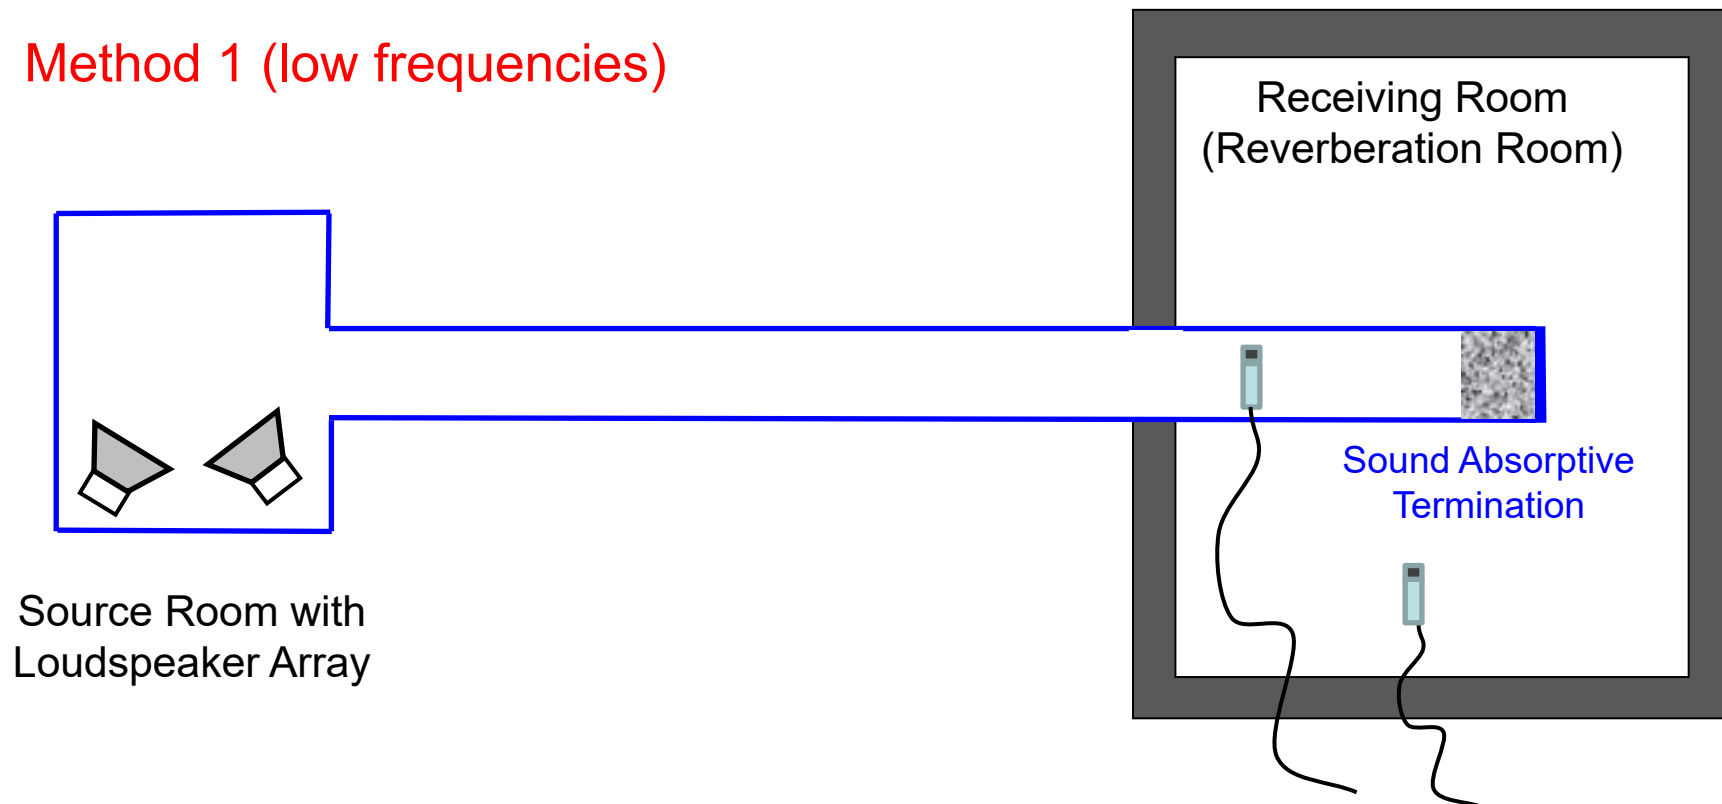 Method 1 (low frequencies)
Receiving Room
(Reverberation Room)
Sound Absorptive
Termination
Source Room with
Loudspeaker Array